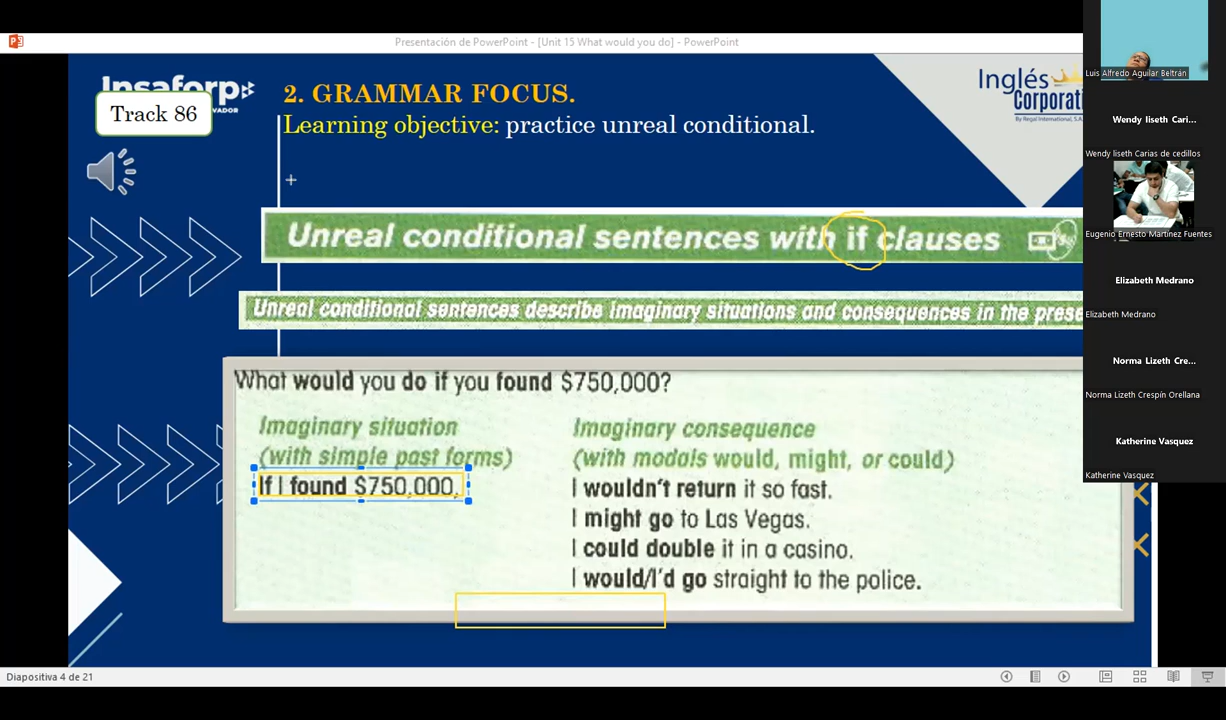 Presentación de PowerPoint - [Unit 15 What would you do] - PowerPoint
Insaforp
VADOR
Track 86
2. GRAMMAR FOCUS.
Learning objective: practice unreal conditional.
Inglés
Corporati
By Regal International, S.A.
Unreal conditional sentences with if clauses
Unreal conditional sentences describe imaginary situations and consequences in the prese
What would you do if you found $750,000?
Imaginary situation
(with simple past forms)
If I found $750,000,
Imaginary consequence
(with modals would, might, or could)
I wouldn't return it so fast.
I might go to Las Vegas.
I could double it in a casino.
I would/I'd go straight to the police.
Luis Alfredo Aguilar Beltrán
Wendy liseth Cari...
Wendy liseth Carias de cedillos
Eugenio Ernesto Martínez Fuentes
Elizabeth Medrano
Elizabeth Medrano
Norma Lizeth Cre...
Norma Lizeth Crespín Orellana
Katherine Vasquez
Katherine Vasquez
Diapositiva 4 de 21